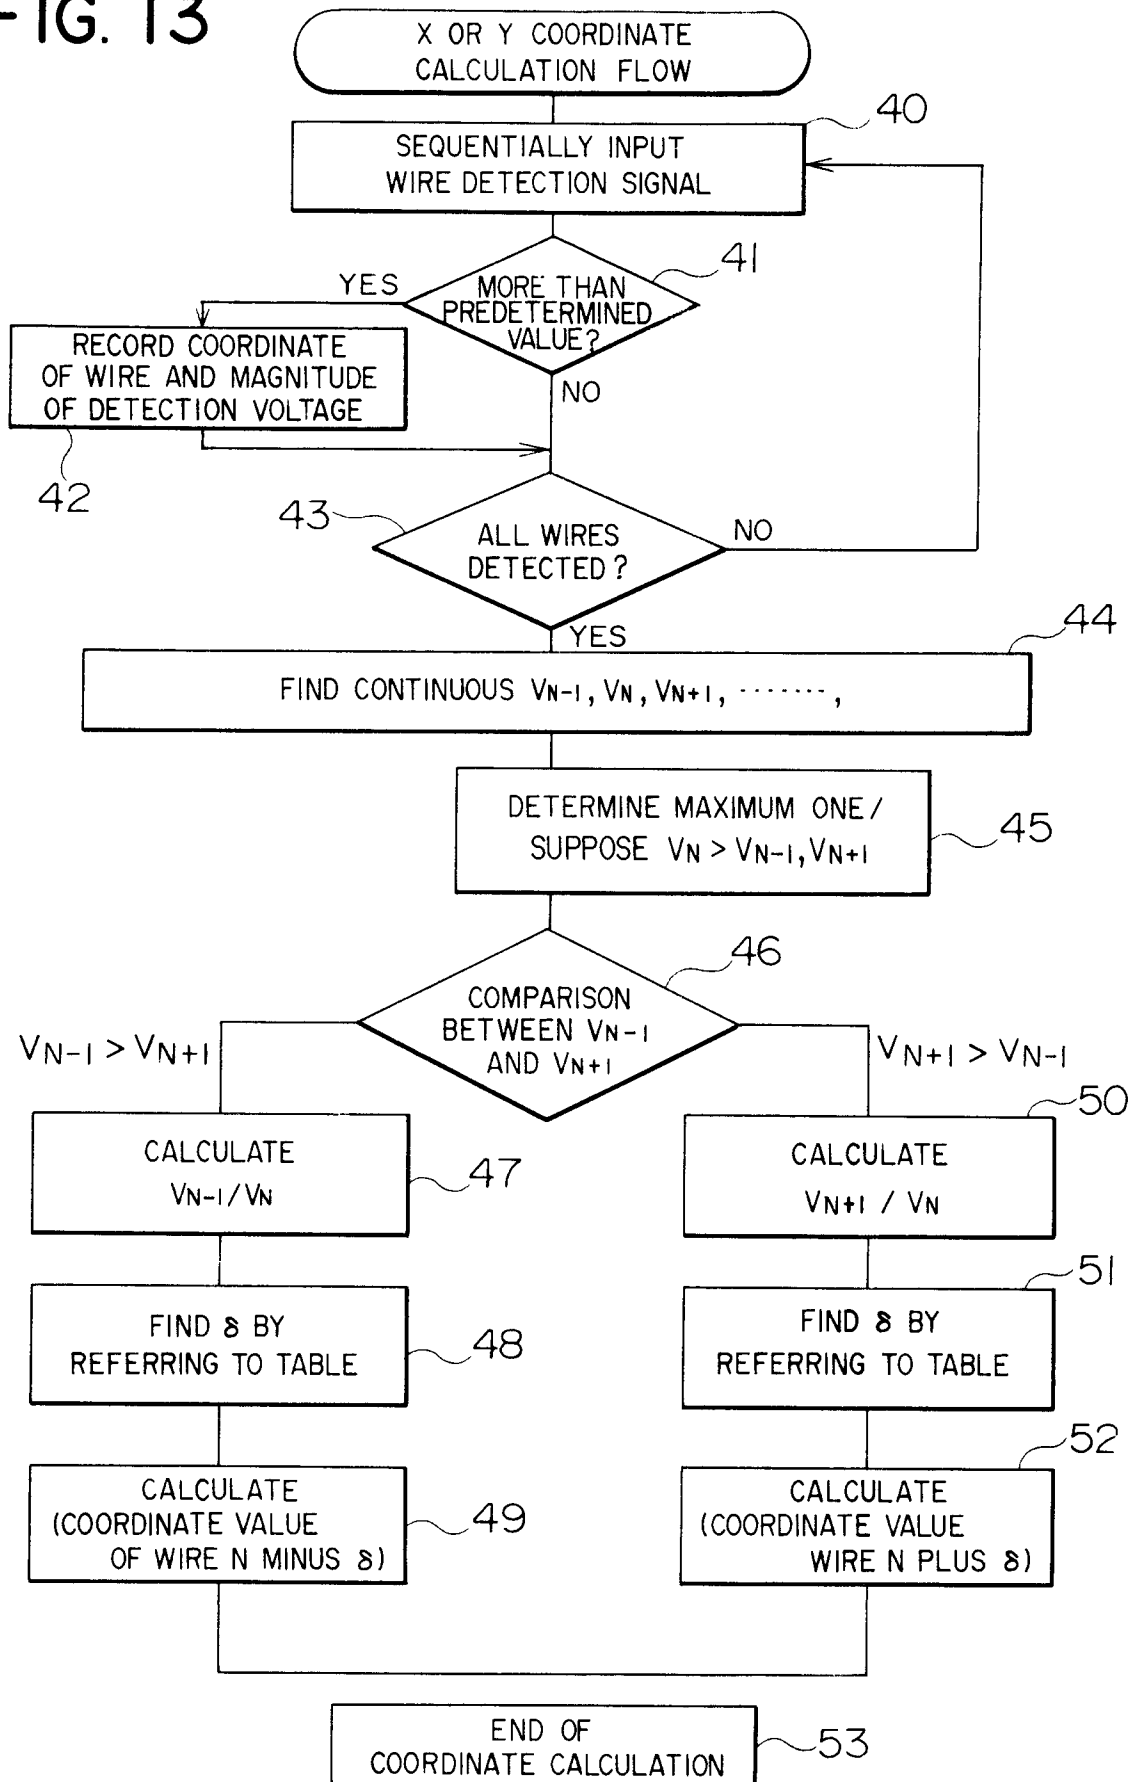 FIG. 13
X OR Y COORDINATE
CALCULATION FLOW
40
SEQUENTIALLY INPUT
WIRE DETECTION SIGNAL
41
YES
MORE THAN
PREDETERMINED
VALUE?
RECORD COORDINATE
OF WIRE AND MAGNITUDE
OF DETECTION VOLTAGE
NO
42
43
ALL WIRES
DETECTED?
NO
YES
44
FIND CONTINUOUS VN-1, VN, VN+1, ········,
DETERMINE MAXIMUM ONE/
SUPPOSE VN > VN-1, VN+1
45
46
COMPARISON
BETWEEN VN-1
AND VN+1
VN-1 > VN+1
VN+1 > VN-1
CALCULATE
VN-1/VN
47
50
CALCULATE
VN+1 / VN
FIND δ BY
REFERRING TO TABLE
48
51
FIND δ BY
REFERRING TO TABLE
CALCULATE
(COORDINATE VALUE
OF WIRE N MINUS δ)
49
52
CALCULATE
(COORDINATE VALUE
WIRE N PLUS δ)
END OF
COORDINATE CALCULATION
53